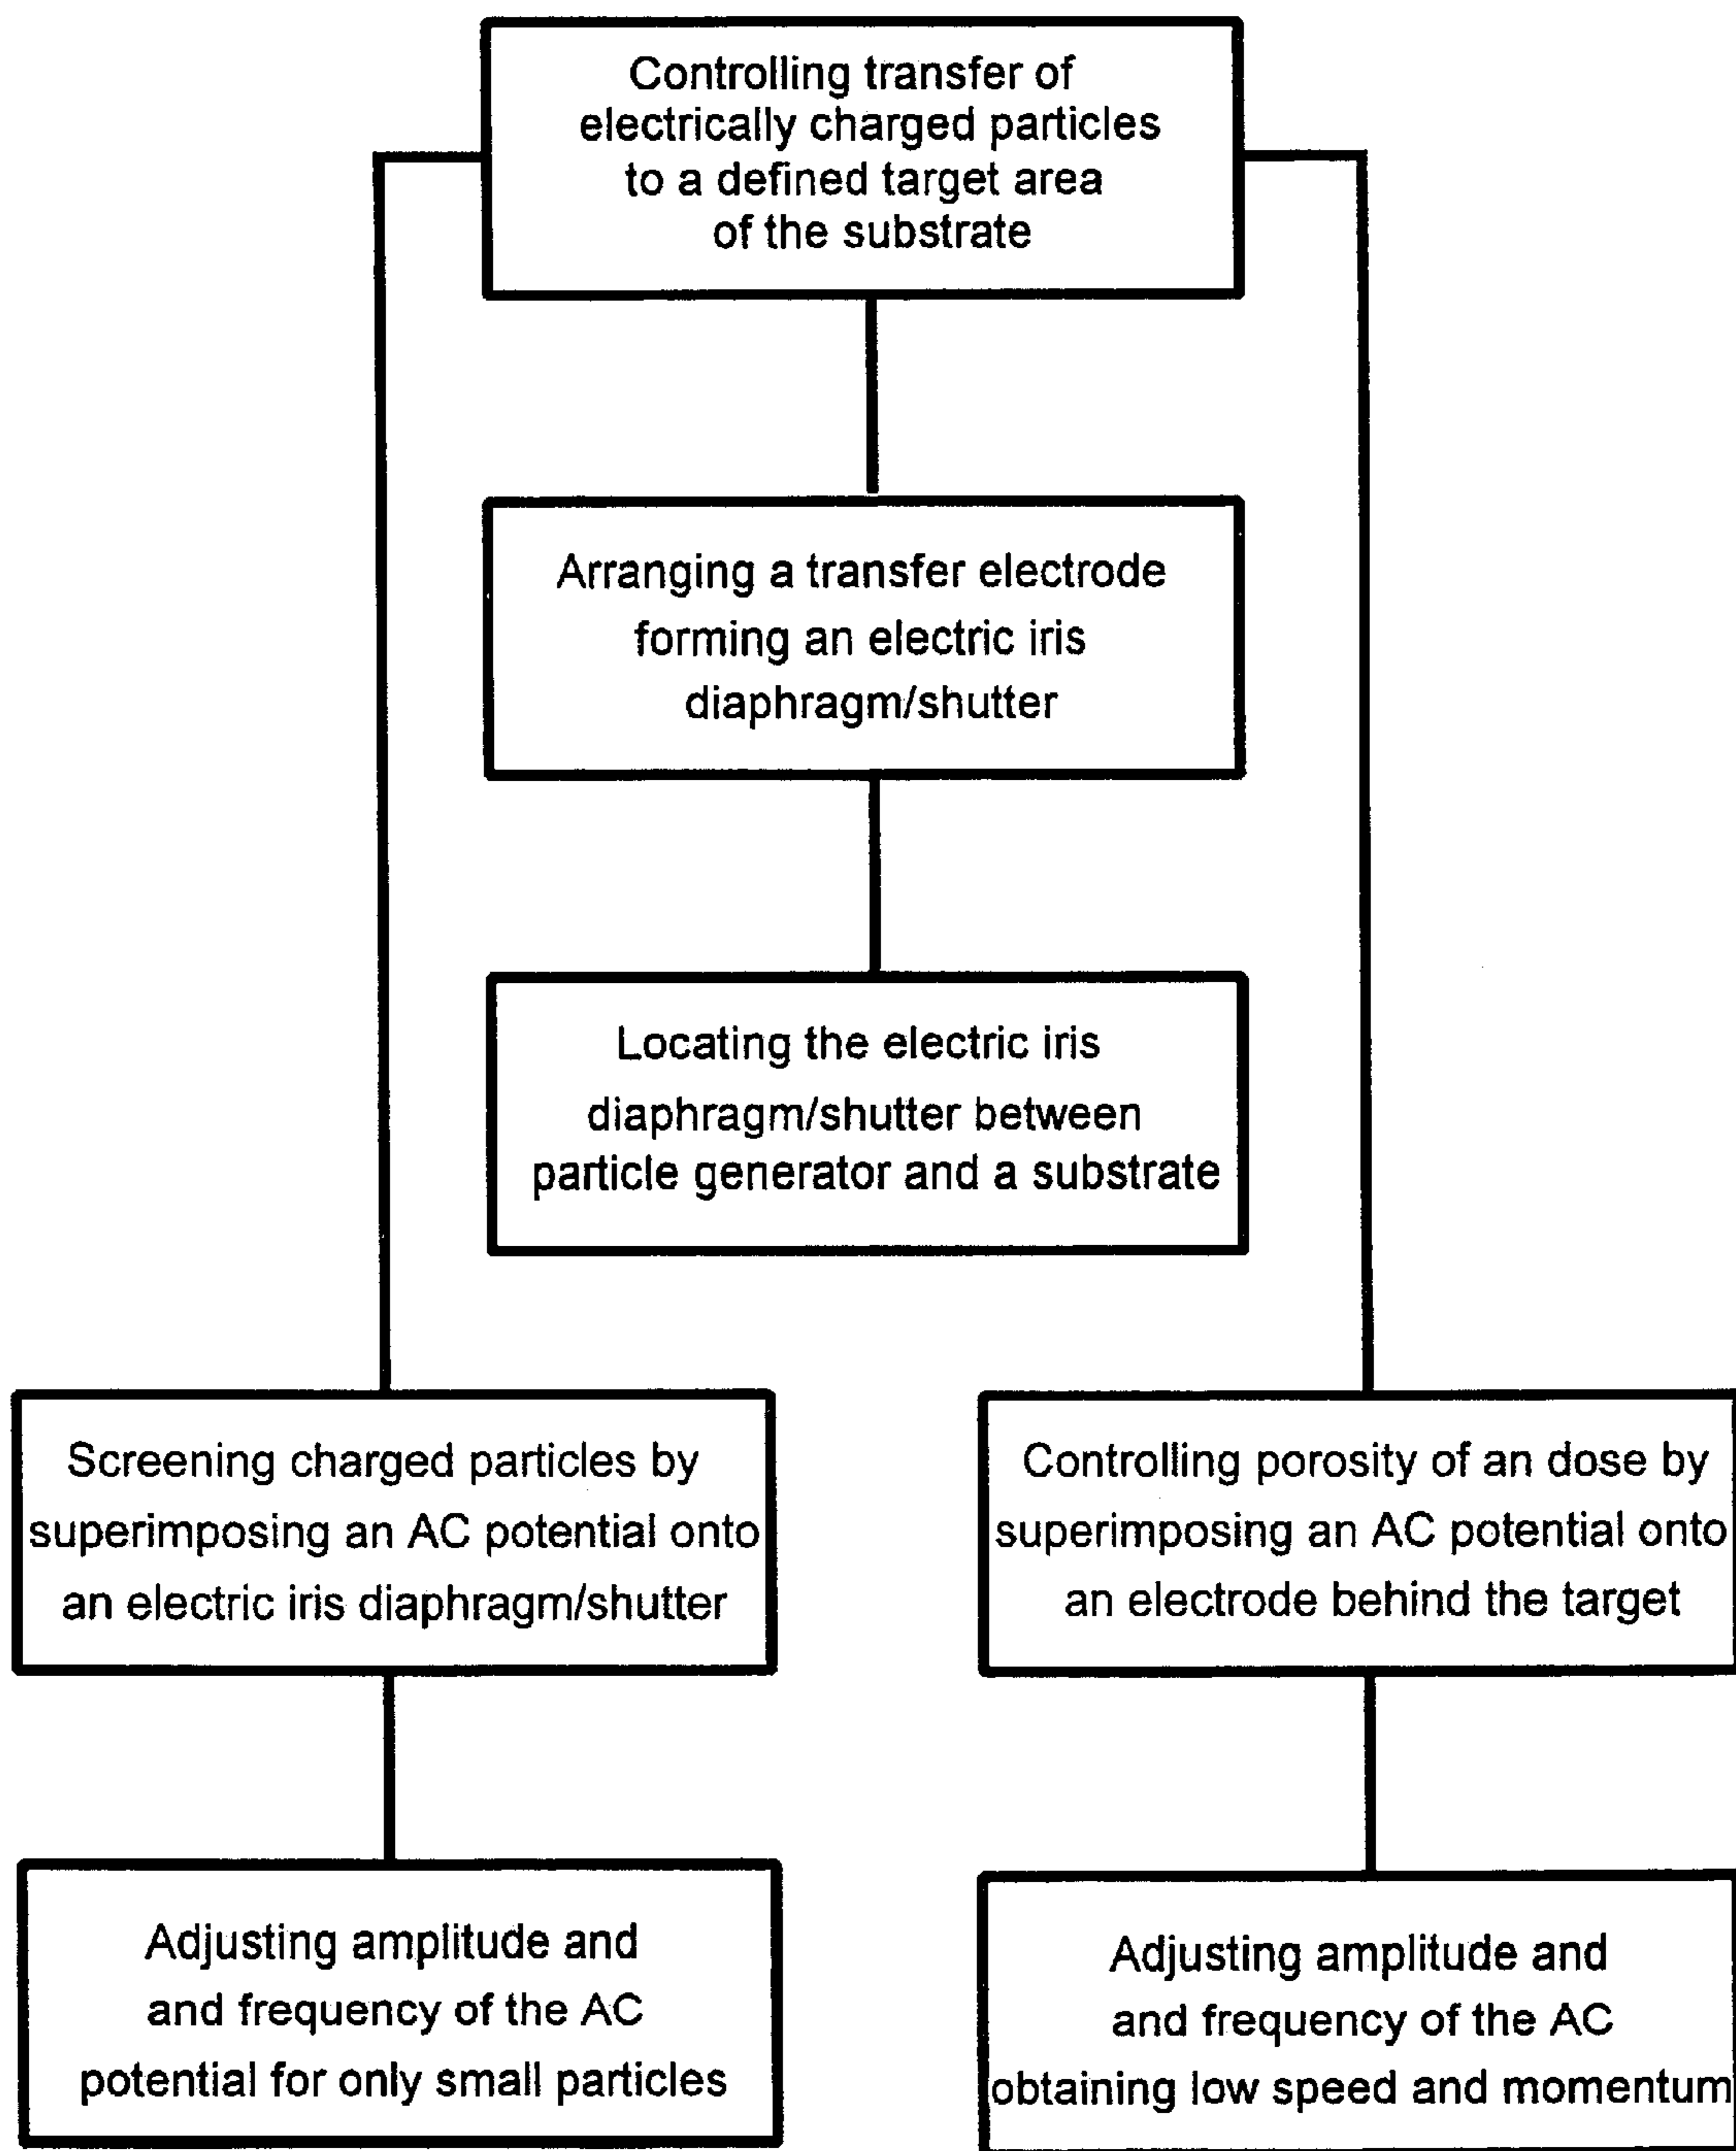 Controlling transfer of
electrically charged particles
to a defined target area
of the substrate
Arranging a transfer electrode
forming an electric iris
diaphragm/shutter
Locating the electric iris
diaphragm/shutter between
particle generator and a substrate
Screening charged particles by
superimposing an AC potential onto
an electric iris diaphragm/shutter
Controlling porosity of an dose by
superimposing an AC potential onto
an electrode behind the target
Adjusting amplitude and
and frequency of the AC
potential for only small particles
Adjusting amplitude and
and frequency of the AC
obtaining low speed and momentum